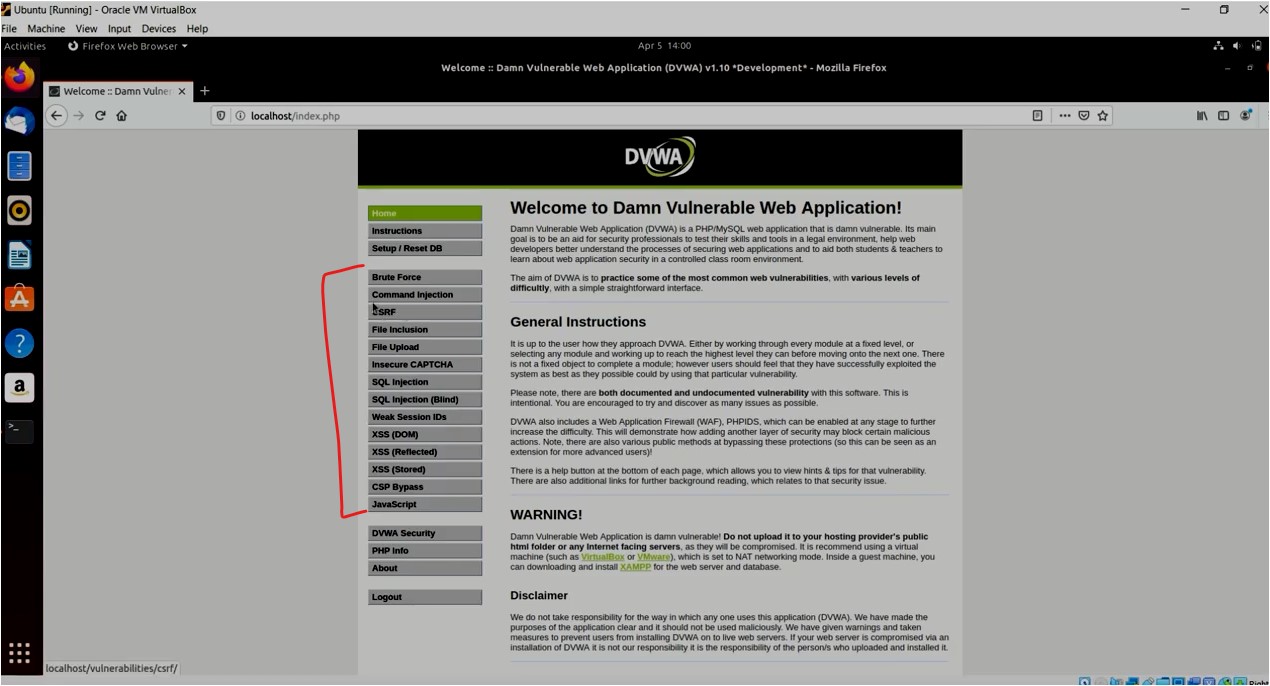 Ubuntu [Running] - Oracle VM VirtualBox
File Machine View Input Devices Help
Activities Firefox Web Browser Apr 5 14:00
Welcome :: Damn Vulnerable Web Application (DVWA) v1.10 *Development* - Mozilla Firefox
Welcome :: Damn Vulner
localhost/index.php
DVWA
Home
Instructions
Setup / Reset DB
Brute Force
Command Injection
CSRF
File Inclusion
File Upload
Insecure CAPTCHA
SQL Injection
SQL Injection (Blind)
Weak Session IDs
XSS (DOM)
XSS (Reflected)
XSS (Stored)
CSP Bypass
JavaScript
DVWA Security
PHP Info
About
Logout
Welcome to Damn Vulnerable Web Application!
Damn Vulnerable Web Application (DVWA) is a PHP/MySQL web application that is damn vulnerable. Its main
goal is to be an aid for security professionals to test their skills and tools in a legal environment, help web
developers better understand the processes of securing web applications and to aid both students & teachers to
learn about web application security in a controlled class room environment.
The aim of DVWA is to practice some of the most common web vulnerabilities, with various levels of
difficultly, with a simple straightforward interface.
General Instructions
It is up to the user how they approach DVWA. Either by working through every module at a fixed level, or
selecting any module and working up to reach the highest level they can before moving onto the next one. There
is not a fixed object to complete a module; however users should feel that they have successfully exploited the
system as best as they possible could by using that particular vulnerability.
Please note, there are both documented and undocumented vulnerability with this software. This is
intentional. You are encouraged to try and discover as many issues as possible.
DVWA also includes a Web Application Firewall (WAF), PHPIDS, which can be enabled at any stage to further
increase the difficulty. This will demonstrate how adding another layer of security may block certain malicious
actions. Note, there are also various public methods at bypassing these protections (so this can be seen as an
extension for more advanced users)!
There is a help button at the bottom of each page, which allows you to view hints & tips for that vulnerability.
There are also additional links for further background reading, which relates to that security issue.
WARNING!
Damn Vulnerable Web Application is damn vulnerable! Do not upload it to your hosting provider's public
html folder or any Internet facing servers, as they will be compromised. It is recommend using a virtual
machine (such as VirtualBox or VMware), which is set to NAT networking mode. Inside a guest machine, you
can downloading and install XAMPP for the web server and database.
Disclaimer
We do not take responsibility for the way in which any one uses this application (DVWA). We have made the
purposes of the application clear and it should not be used maliciously. We have given warnings and taken
measures to prevent users from installing DVWA on to live web servers. If your web server is compromised via an
installation of DVWA it is not our responsibility it is the responsibility of the person/s who uploaded and installed it.
localhost/vulnerabilities/csrf/
Right